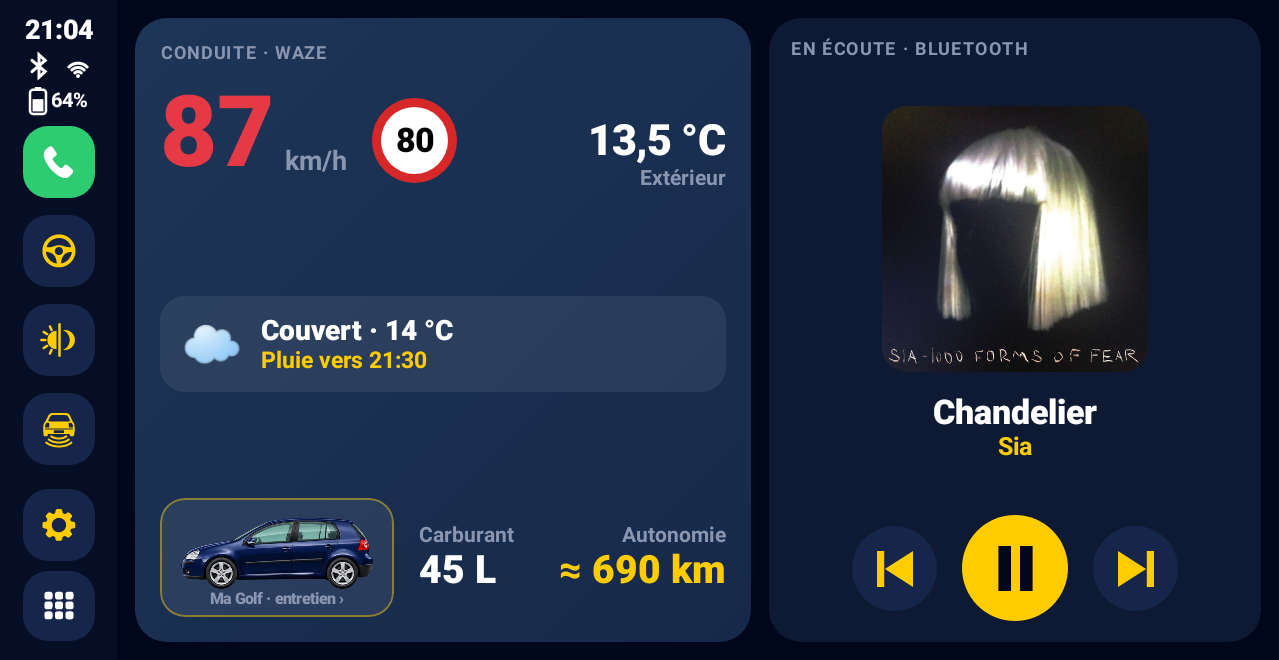 21:04
64%
CONDUITE · WAZE
87 km/h
80
13,5 °C
Extérieur
Couvert · 14 °C
Pluie vers 21:30
Ma Golf · entretien ›
Carburant
45 L
Autonomie
≈ 690 km
EN ÉCOUTE · BLUETOOTH
SIA - 1000 FORMS OF FEAR
Chandelier
Sia